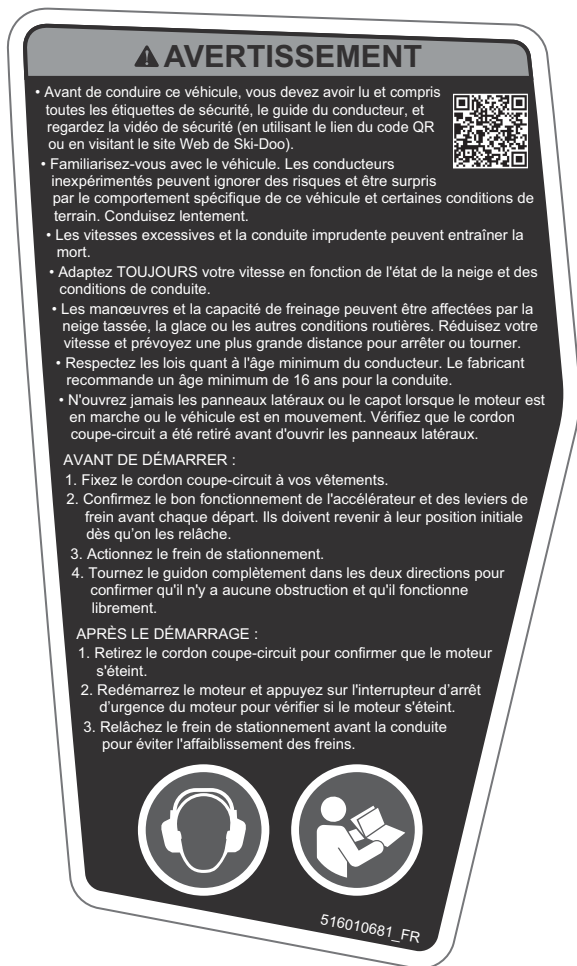 AVERTISSEMENT
• Avant de conduire ce véhicule, vous devez avoir lu et compris
toutes les étiquettes de sécurité, le guide du conducteur, et
regardez la vidéo de sécurité (en utilisant le lien du code QR
ou en visitant le site Web de Ski-Doo).
• Familiarisez-vous avec le véhicule. Les conducteurs
inexpérimentés peuvent ignorer des risques et être surpris
par le comportement spécifique de ce véhicule et certaines conditions de
terrain. Conduisez lentement.
• Les vitesses excessives et la conduite imprudente peuvent entraîner la
mort.
• Adaptez TOUJOURS votre vitesse en fonction de l'état de la neige et des
conditions de conduite.
• Les manœuvres et la capacité de freinage peuvent être affectées par la
neige tassée, la glace ou les autres conditions routières. Réduisez votre
vitesse et prévoyez une plus grande distance pour arrêter ou tourner.
• Respectez les lois quant à l'âge minimum du conducteur. Le fabricant
recommande un âge minimum de 16 ans pour la conduite.
• N'ouvrez jamais les panneaux latéraux ou le capot lorsque le moteur est
en marche ou le véhicule est en mouvement. Vérifiez que le cordon
coupe-circuit a été retiré avant d'ouvrir les panneaux latéraux.
AVANT DE DÉMARRER :
1. Fixez le cordon coupe-circuit à vos vêtements.
2. Confirmez le bon fonctionnement de l'accélérateur et des leviers de
frein avant chaque départ. Ils doivent revenir à leur position initiale
dès qu'on les relâche.
3. Actionnez le frein de stationnement.
4. Tournez le guidon complètement dans les deux directions pour
confirmer qu'il n'y a aucune obstruction et qu'il fonctionne
librement.
APRÈS LE DÉMARRAGE :
1. Retirez le cordon coupe-circuit pour confirmer que le moteur
s'éteint.
2. Redémarrez le moteur et appuyez sur l'interrupteur d'arrêt
d'urgence du moteur pour vérifier si le moteur s'éteint.
3. Relâchez le frein de stationnement avant la conduite
pour éviter l'affaiblissement des freins.
516010681_FR